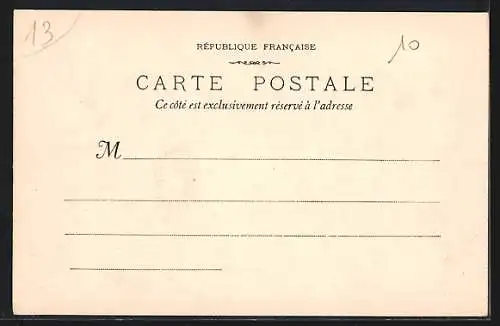 13
10
RÉPUBLIQUE FRANÇAISE
CARTE POSTALE
Ce côté est exclusivement réservé à l'adresse
M